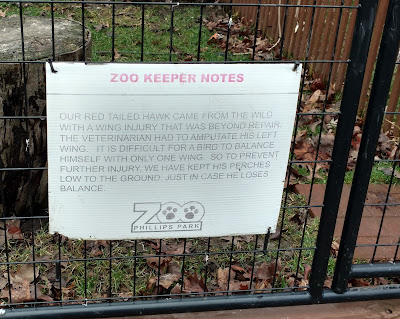 ZOO KEEPER NOTES
OUR RED TAILED HAWK CAME FROM THE WILD
WITH A WING INJURY THAT WAS BEYOND REPAIR.
THE VETERINARIAN HAD TO AMPUTATE HIS LEFT
WING. IT IS DIFFICULT FOR A BIRD TO BALANCE
HIMSELF WITH ONLY ONE WING. SO TO PREVENT
FURTHER INJURY, WE HAVE KEPT HIS PERCHES
LOW TO THE GROUND, JUST IN CASE HE LOSES
BALANCE.
ZOO
PHILLIPS PARK